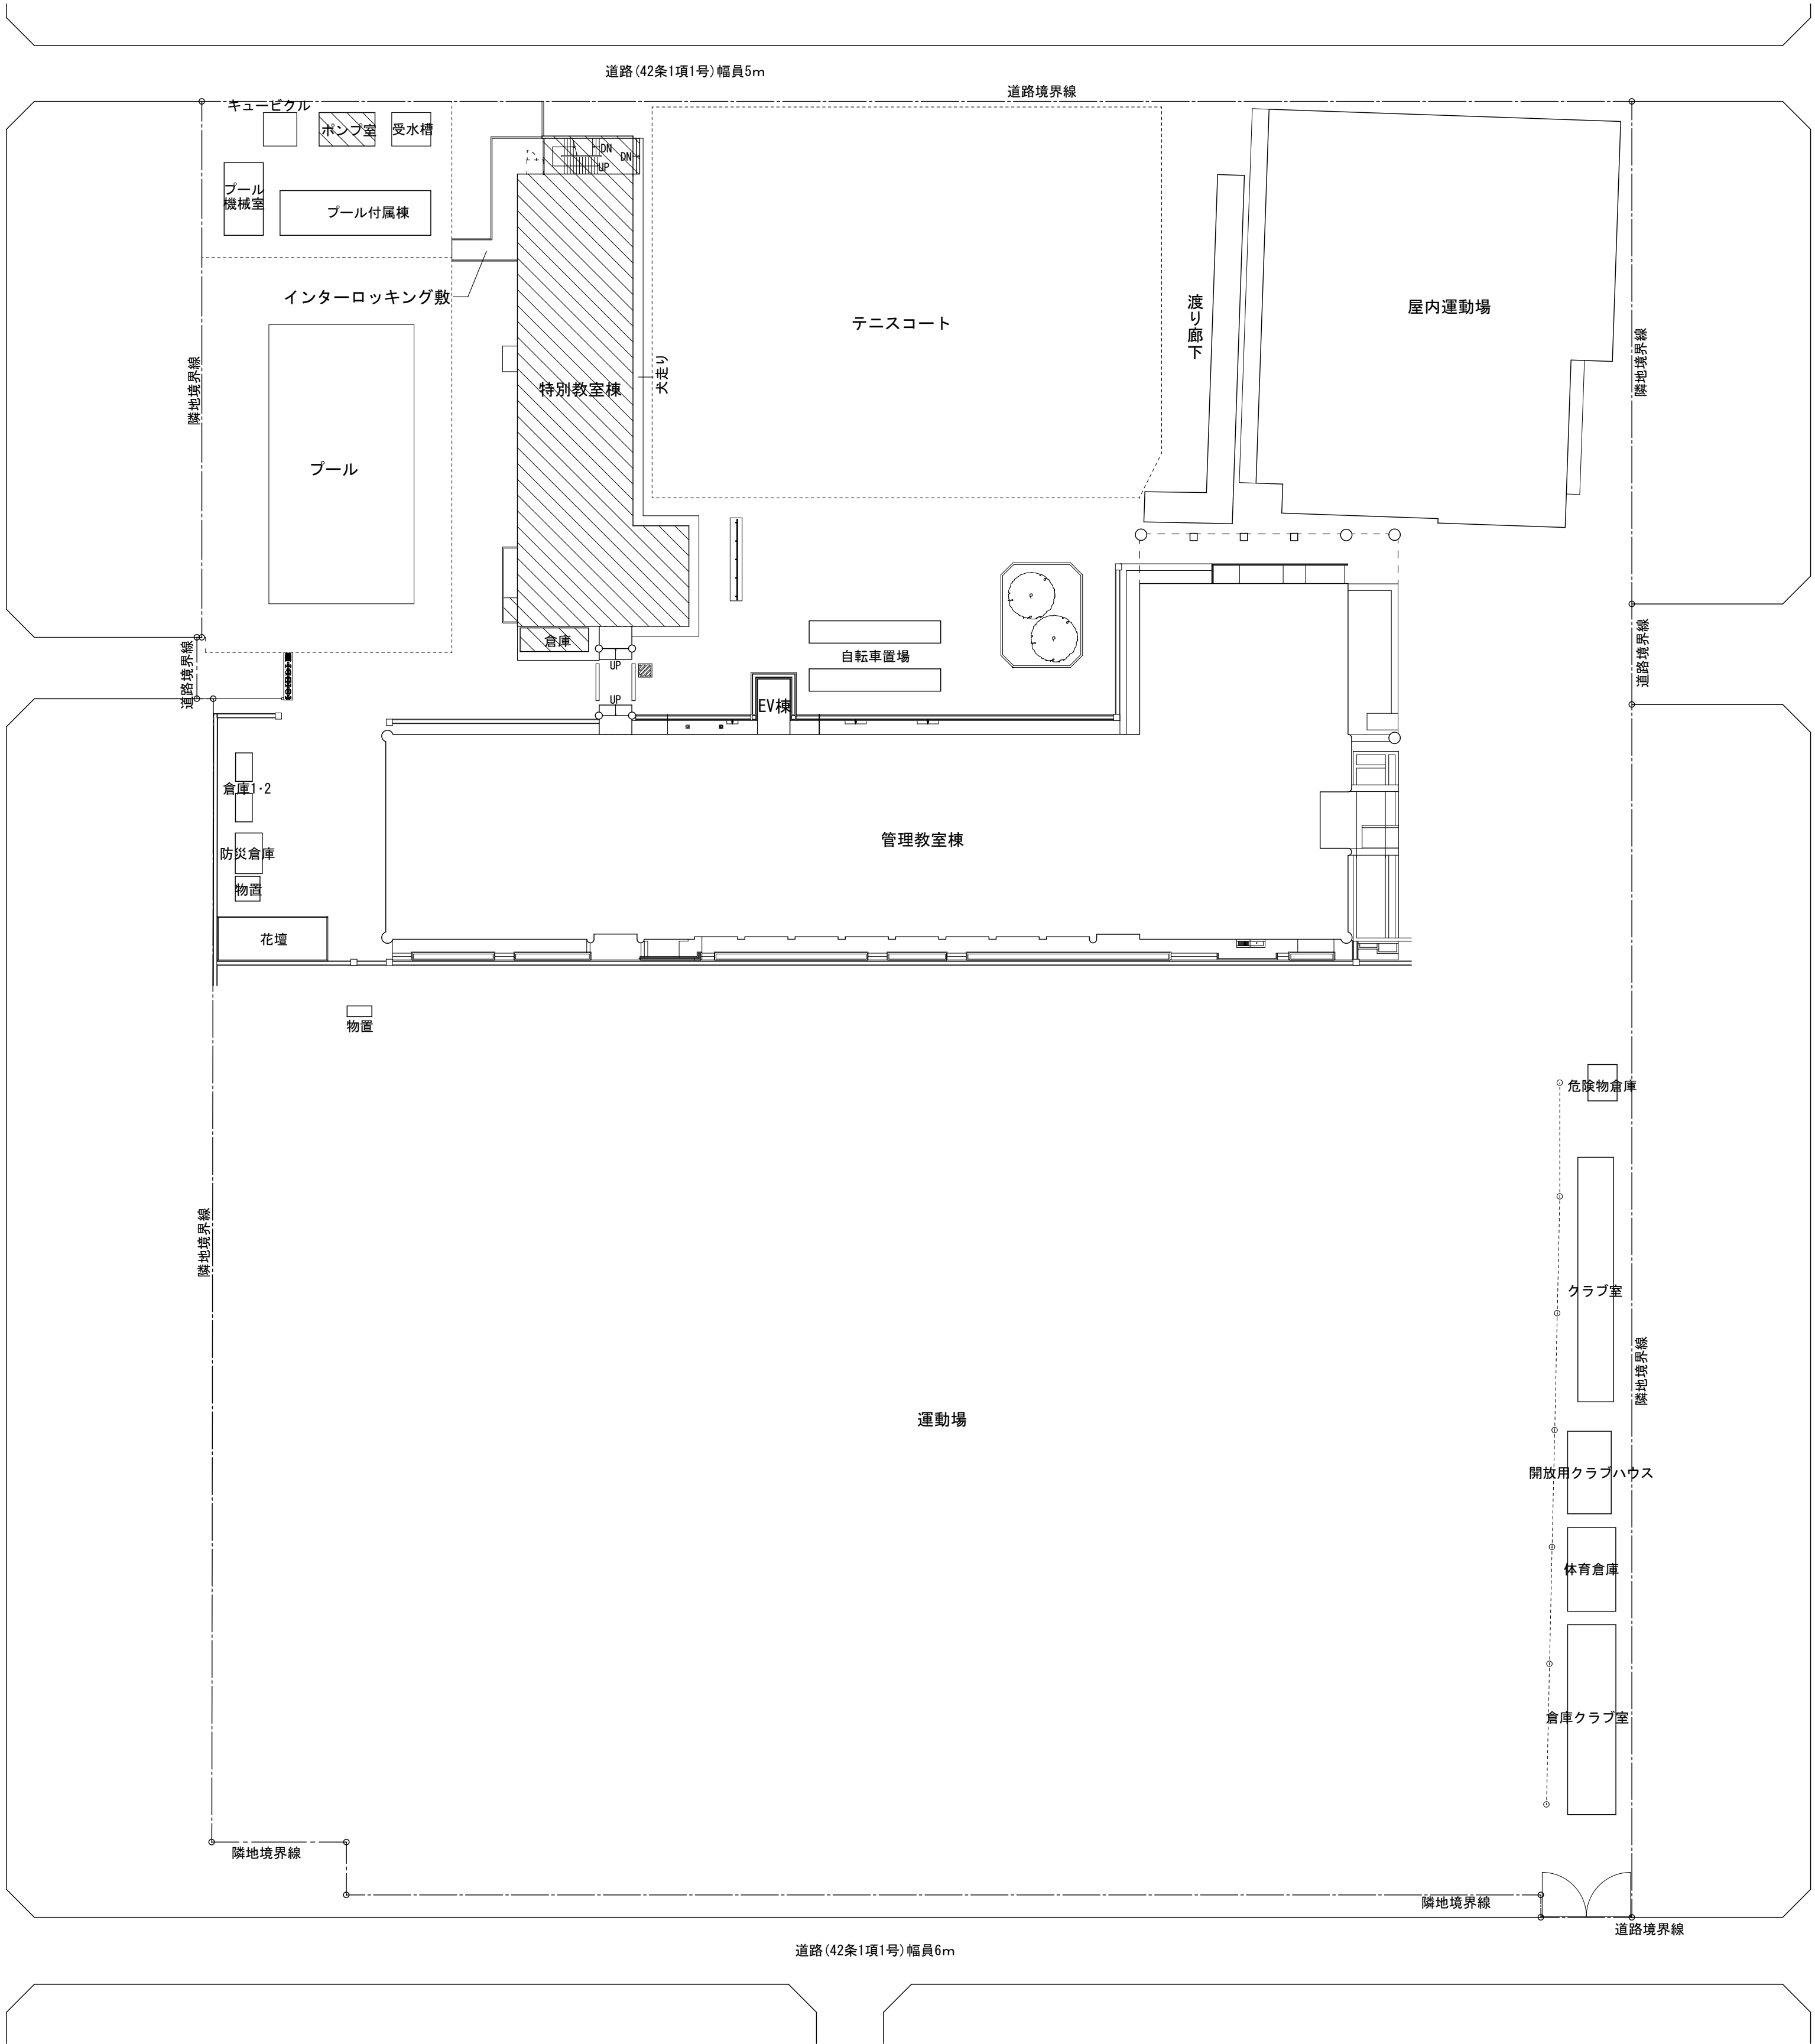 道路(42条1項1号)幅員5m
道路境界線
キュービクル
ポンプ室
受水槽
DN
DN
UP
プール
機械室
プール付属棟
インターロッキング敷
渡り廊下
屋内運動場
テニスコート
隣地境界線
犬走り
隣地境界線
特別教室棟
プール
倉庫
道路境界線
道路境界線
自転車置場
UP
UP
EV棟
倉庫1・2
管理教室棟
防災倉庫
物置
花壇
物置
危険物倉庫
隣地境界線
クラブ室
隣地境界線
運動場
開放用クラブハウス
体育倉庫
倉庫クラブ室
隣地境界線
隣地境界線
道路境界線
道路(42条1項1号)幅員6m